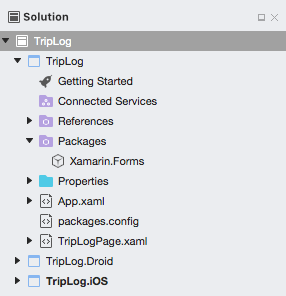 Solution
TripLog
TripLog
Getting Started
Connected Services
References
Packages
Xamarin.Forms
Properties
App.xaml
packages.config
TripLogPage.xaml
TripLog.Droid
TripLog.iOS